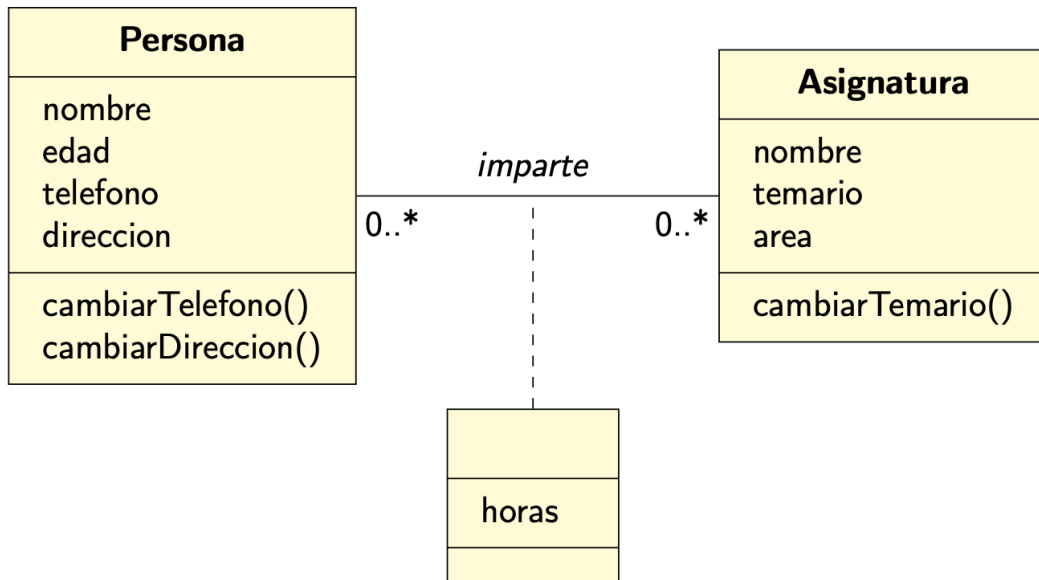 Persona
nombre
edad
telefono
direccion
cambiarTelefono()
cambiarDireccion()
imparte
0..*
0..*
Asignatura
nombre
temario
area
cambiarTemario()
horas